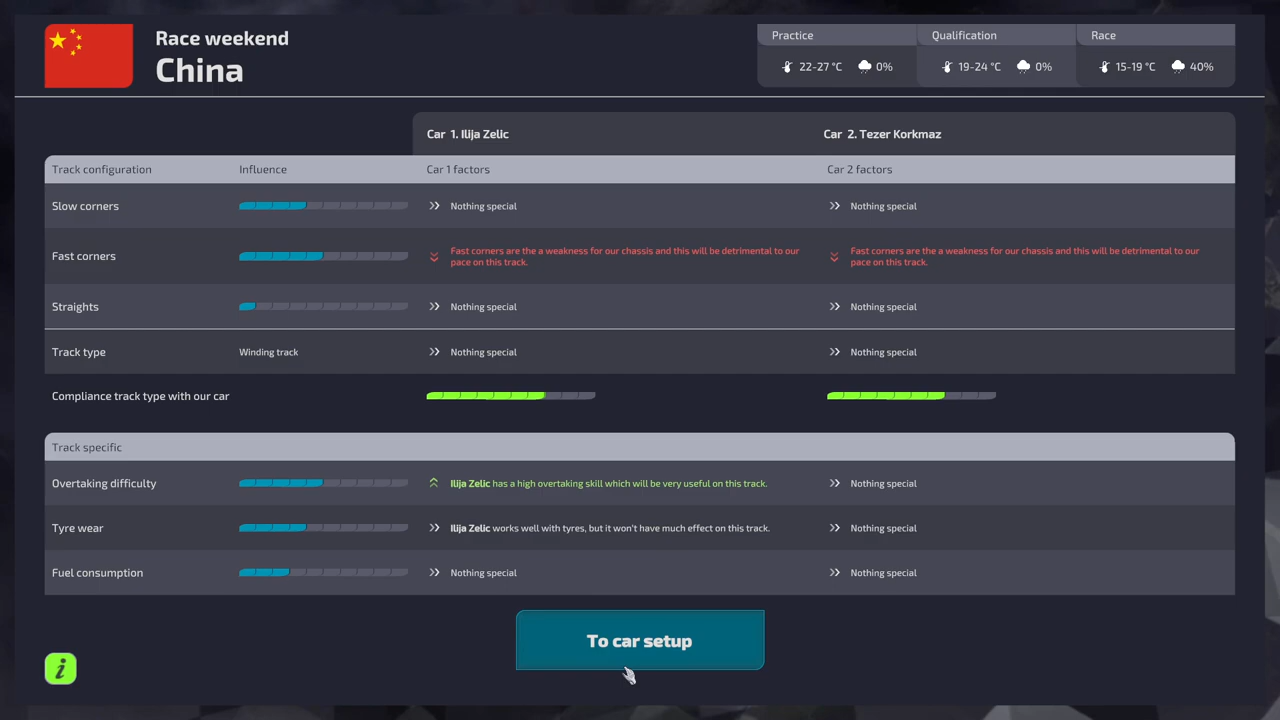 Race weekend
China
Practice Qualification Race
22-27 °C 0% 19-24 °C 0% 15-19 °C 40%
Car 1. Ilija Zelic Car 2. Tezer Korkmaz
Track configuration Influence Car 1 factors Car 2 factors
Slow corners Nothing special Nothing special
Fast corners Fast corners are the a weakness for our chassis and this will be detrimental to our Fast corners are the a weakness for our chassis and this will be detrimental to our
pace on this track. pace on this track.
Straights Nothing special Nothing special
Track type Winding track Nothing special Nothing special
Compliance track type with our car
Track specific
Overtaking difficulty Ilija Zelic has a high overtaking skill which will be very useful on this track. Nothing special
Tyre wear Ilija Zelic works well with tyres, but it won't have much effect on this track. Nothing special
Fuel consumption Nothing special Nothing special
To car setup
i